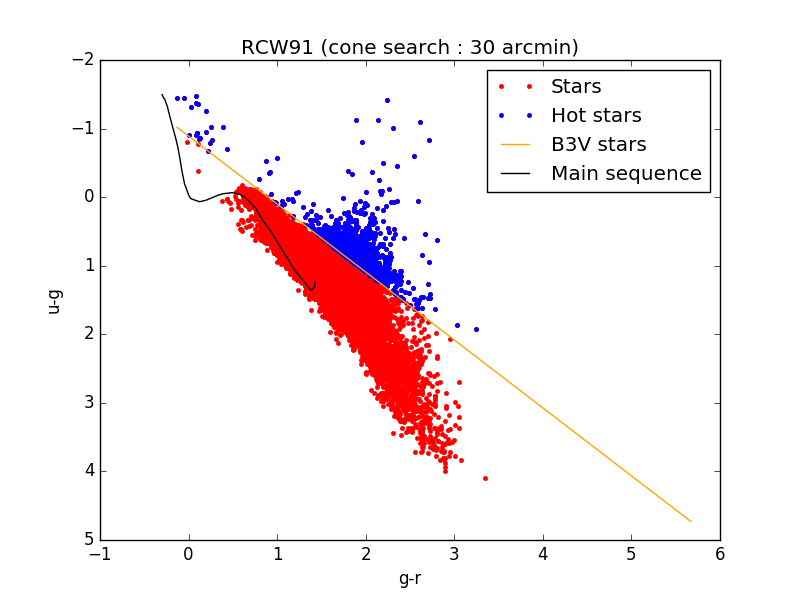 RCW91 (cone search : 30 arcmin)
−2
−1
0
1
2
3
4
5
u-g
Stars
Hot stars
B3V stars
Main sequence
−1 0 1 2 3 4 5 6
g-r